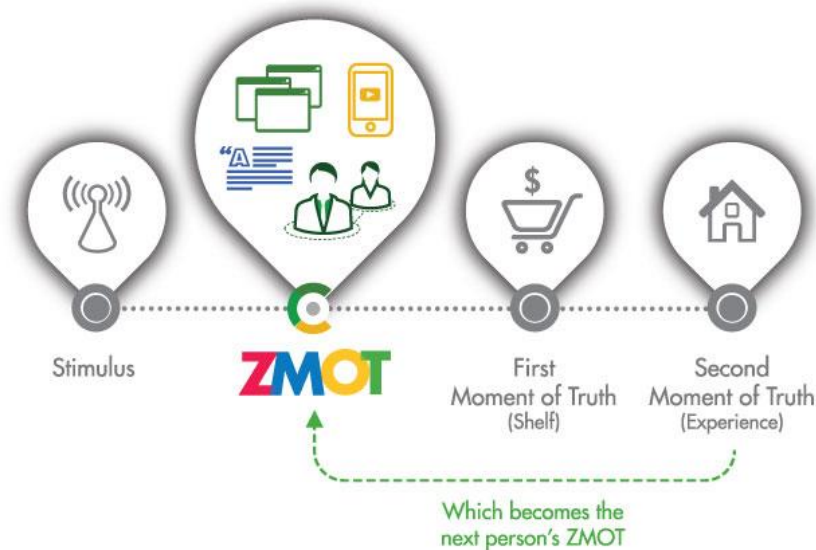 "A
$
Stimulus
ZMOT
First
Moment of Truth
(Shelf)
Second
Moment of Truth
(Experience)
Which becomes the
next person's ZMOT